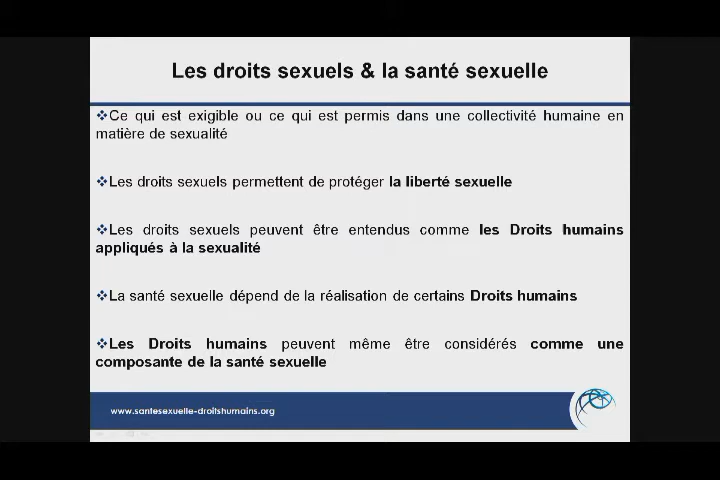 Les droits sexuels & la santé sexuelle
❖Ce qui est exigible ou ce qui est permis dans une collectivité humaine en
matière de sexualité
❖Les droits sexuels permettent de protéger la liberté sexuelle
❖Les droits sexuels peuvent être entendus comme les Droits humains
appliqués à la sexualité
❖La santé sexuelle dépend de la réalisation de certains Droits humains
❖Les Droits humains peuvent même être considérés comme une
composante de la santé sexuelle
www.santesexuelle-droitshumains.org